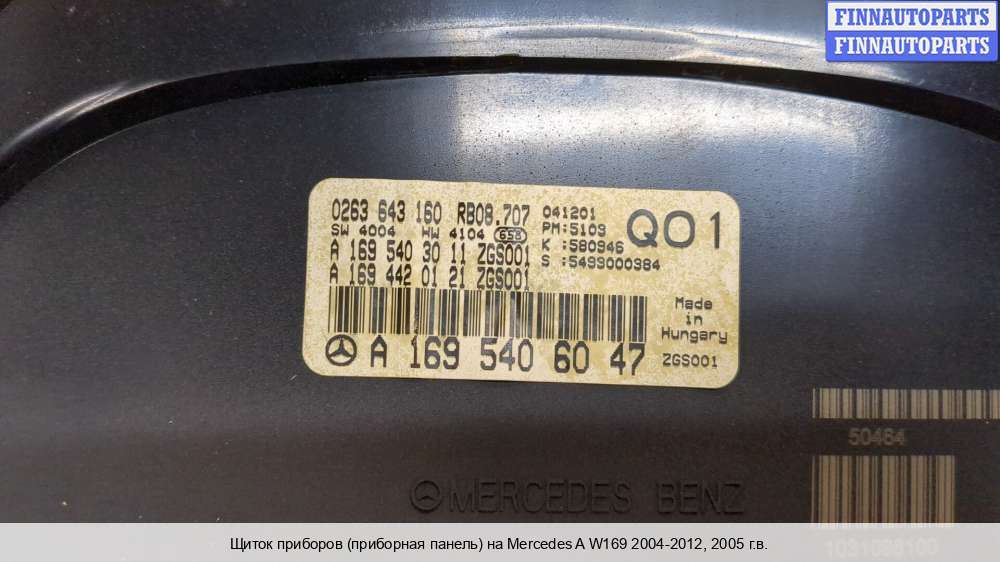 FINNAUTOPARTS
FINNAUTOPARTS
0263 643 160 RB08.707
SW 4004 HW 4104 GSB
A 169 540 30 11 ZGS001
A 169 442 01 21 ZGS001
041201
PM:5103
K :580946
S :5499000984
Q01
Made
in
Hungary
A 169 540 60 47
ZGS001
50484
MERCEDES BENZ
Щиток приборов (приборная панель) на Mercedes A W169 2004-2012, 2005 г.в.